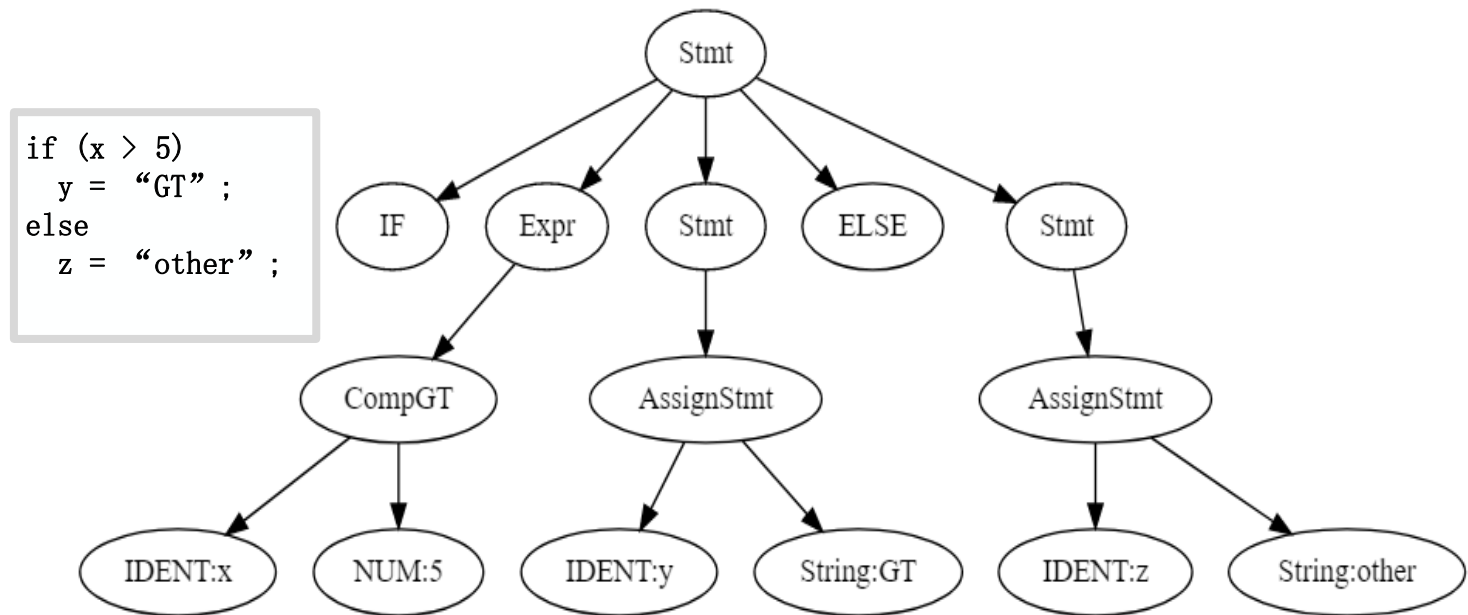 Stmt
if (x > 5)
y = “GT” ;
else
z = “other” ;
IF Expr Stmt ELSE Stmt
CompGT AssignStmt AssignStmt
IDENT:x NUM:5 IDENT:y String:GT IDENT:z String:other